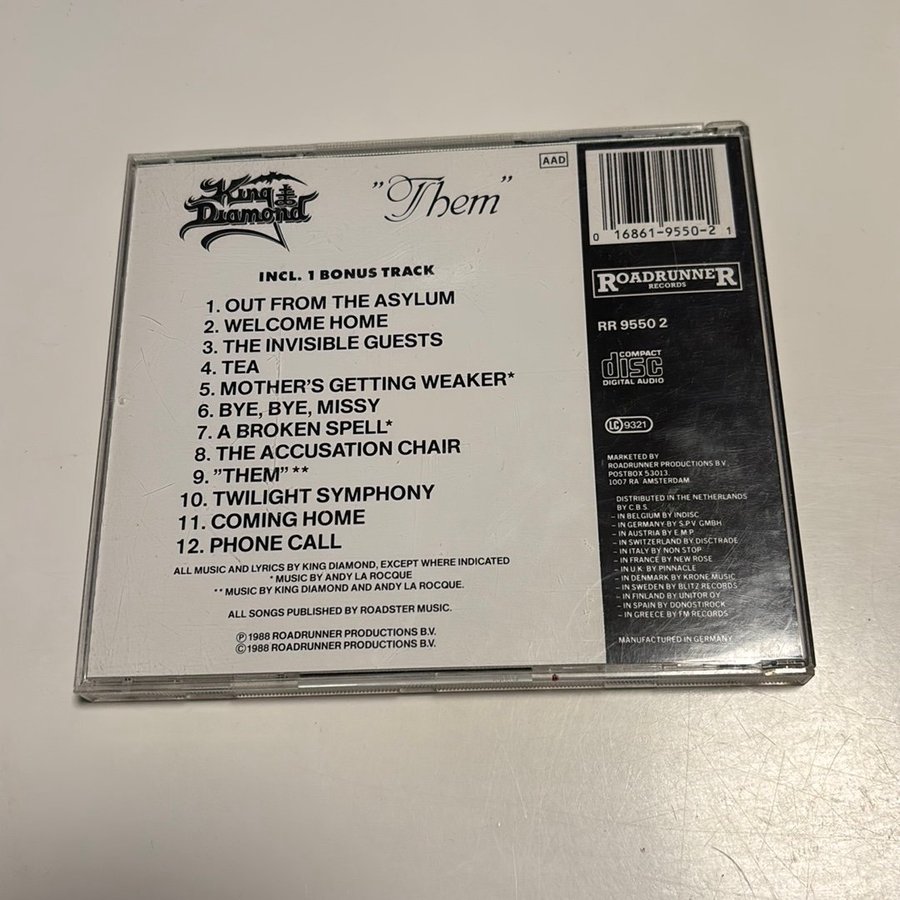 King Diamond
"Them"
AAD
INCL. 1 BONUS TRACK
1. OUT FROM THE ASYLUM
2. WELCOME HOME
3. THE INVISIBLE GUESTS
4. TEA
5. MOTHER'S GETTING WEAKER*
6. BYE, BYE, MISSY
7. A BROKEN SPELL*
8. THE ACCUSATION CHAIR
9. "THEM"**
10. TWILIGHT SYMPHONY
11. COMING HOME
12. PHONE CALL
ALL MUSIC AND LYRICS BY KING DIAMOND, EXCEPT WHERE INDICATED
* MUSIC BY ANDY LA ROCQUE
** MUSIC BY KING DIAMOND AND ANDY LA ROCQUE.
ALL SONGS PUBLISHED BY ROADSTER MUSIC.
Ⓟ 1988 ROADRUNNER PRODUCTIONS B.V.
© 1988 ROADRUNNER PRODUCTIONS B.V.
0 16861-9550-2 1
ROADRUNNER
RECORDS
RR 9550 2
COMPACT
disc
DIGITAL AUDIO
LC 9321
MARKETED BY
ROADRUNNER PRODUCTIONS B.V.
POSTBOX 53013.
1007 RA AMSTERDAM
DISTRIBUTED IN THE NETHERLANDS
BY C.B.S.
– IN BELGIUM BY INDISC
– IN GERMANY BY S.P.V. GMBH
– IN AUSTRIA BY E.M.P.
– IN SWITZERLAND BY DISCTRADE
– IN ITALY BY NON STOP
– IN FRANCE BY NEW ROSE
– IN U.K. BY PINNACLE
– IN DENMARK BY KRONE MUSIC
– IN SWEDEN BY BLITZ RECORDS
– IN FINLAND BY UNITOR OY
– IN SPAIN BY DONOSTIROCK
– IN GREECE BY FM RECORDS
MANUFACTURED IN GERMANY